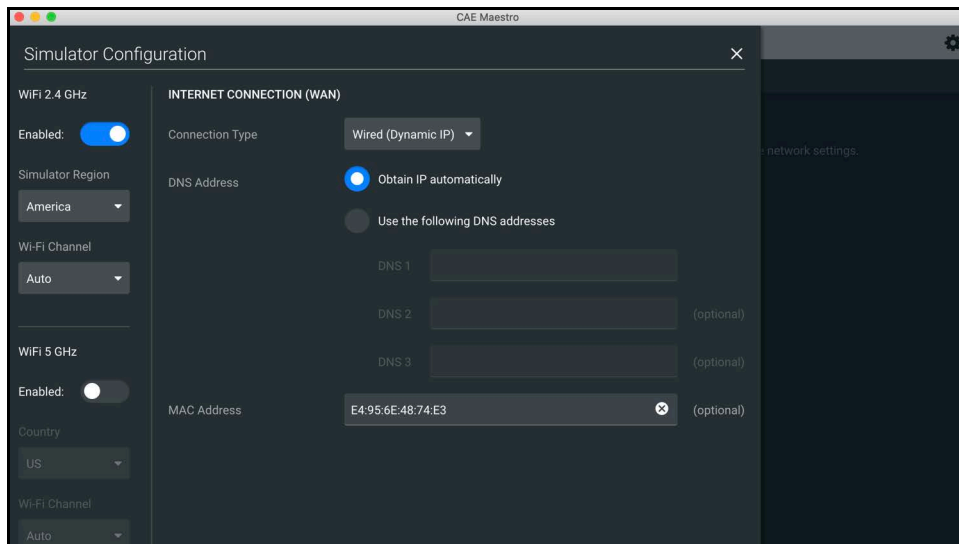 CAE Maestro
Simulator Configuration
WiFi 2.4 GHz
Enabled:
Simulator Region
America
Wi-Fi Channel
Auto
WiFi 5 GHz
Enabled:
Country
US
Wi-Fi Channel
Auto
INTERNET CONNECTION (WAN)
Connection Type
Wired (Dynamic IP)
DNS Address
Obtain IP automatically
Use the following DNS addresses
DNS 1
DNS 2
(optional)
DNS 3
(optional)
MAC Address
E4:95:6E:48:74:E3
(optional)
network settings.